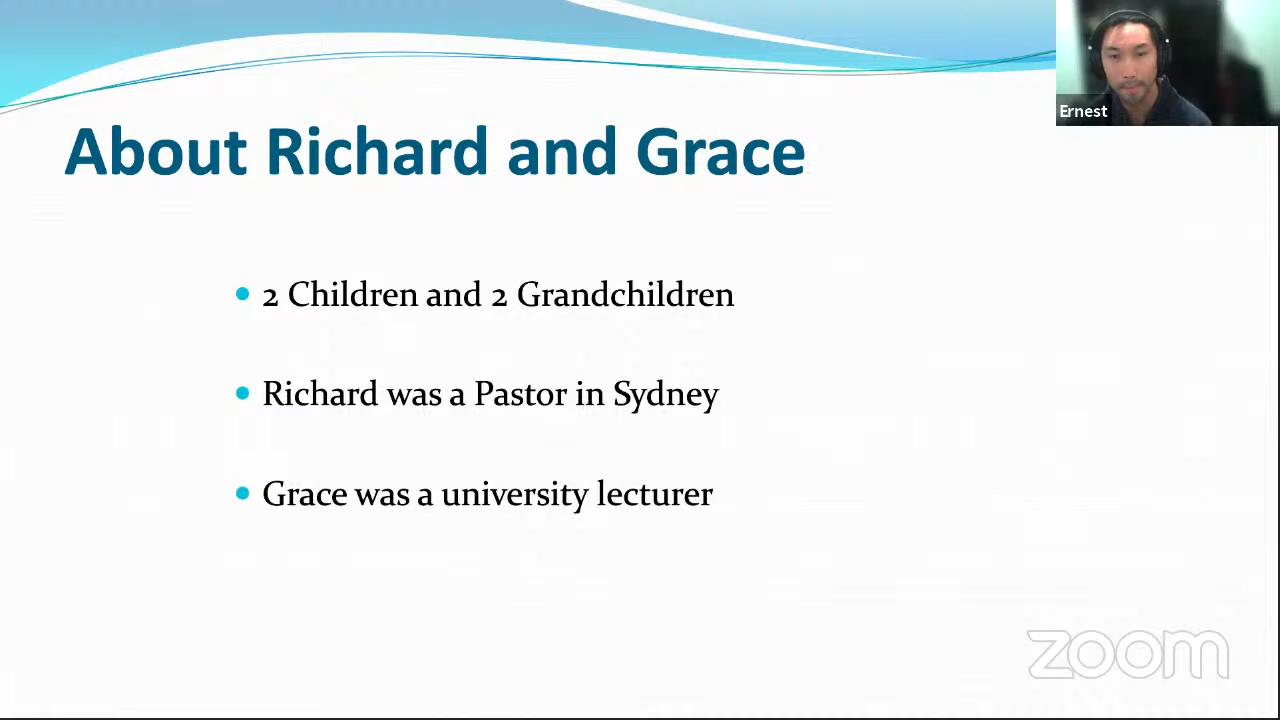 Ernest
About Richard and Grace
2 Children and 2 Grandchildren
Richard was a Pastor in Sydney
Grace was a university lecturer
zoom